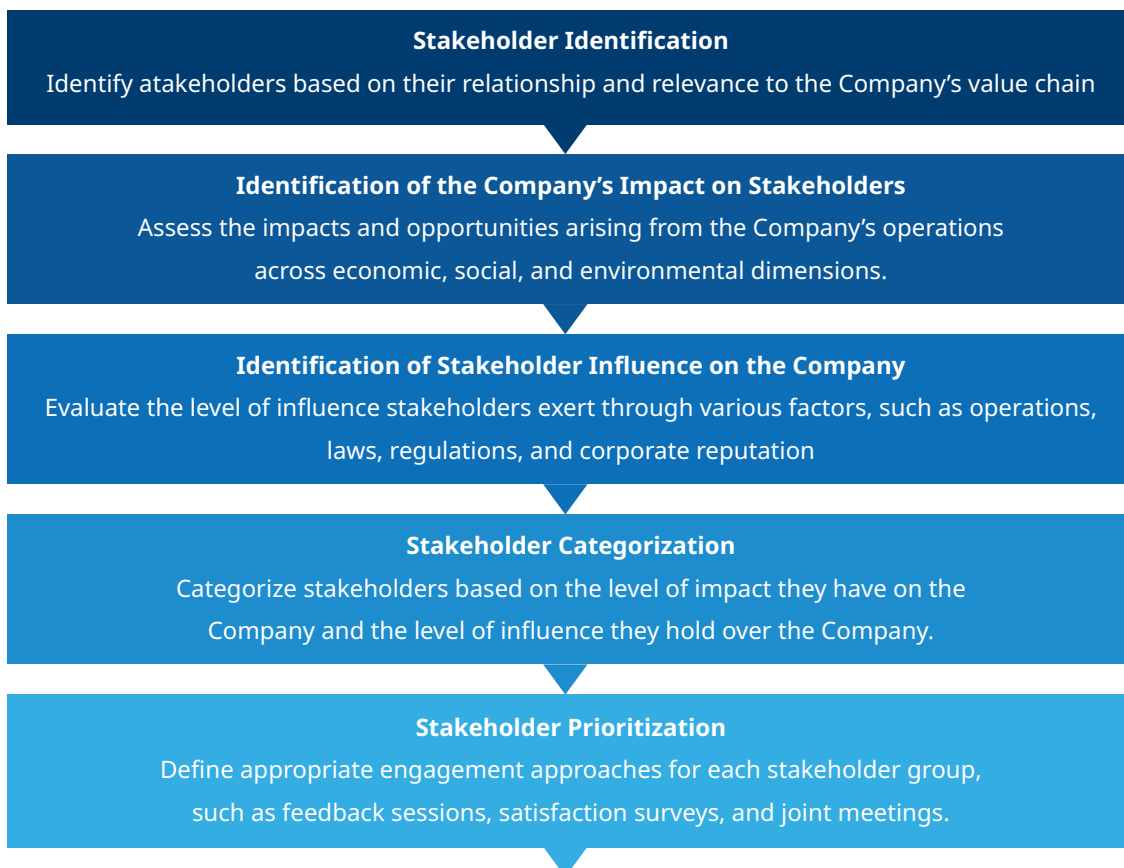 Stakeholder Identification
Identify atakeholders based on their relationship and relevance to the Company's value chain
Identification of the Company's Impact on Stakeholders
Assess the impacts and opportunities arising from the Company's operations
across economic, social, and environmental dimensions.
Identification of Stakeholder Influence on the Company
Evaluate the level of influence stakeholders exert through various factors, such as operations,
laws, regulations, and corporate reputation
Stakeholder Categorization
Categorize stakeholders based on the level of impact they have on the
Company and the level of influence they hold over the Company.
Stakeholder Prioritization
Define appropriate engagement approaches for each stakeholder group,
such as feedback sessions, satisfaction surveys, and joint meetings.